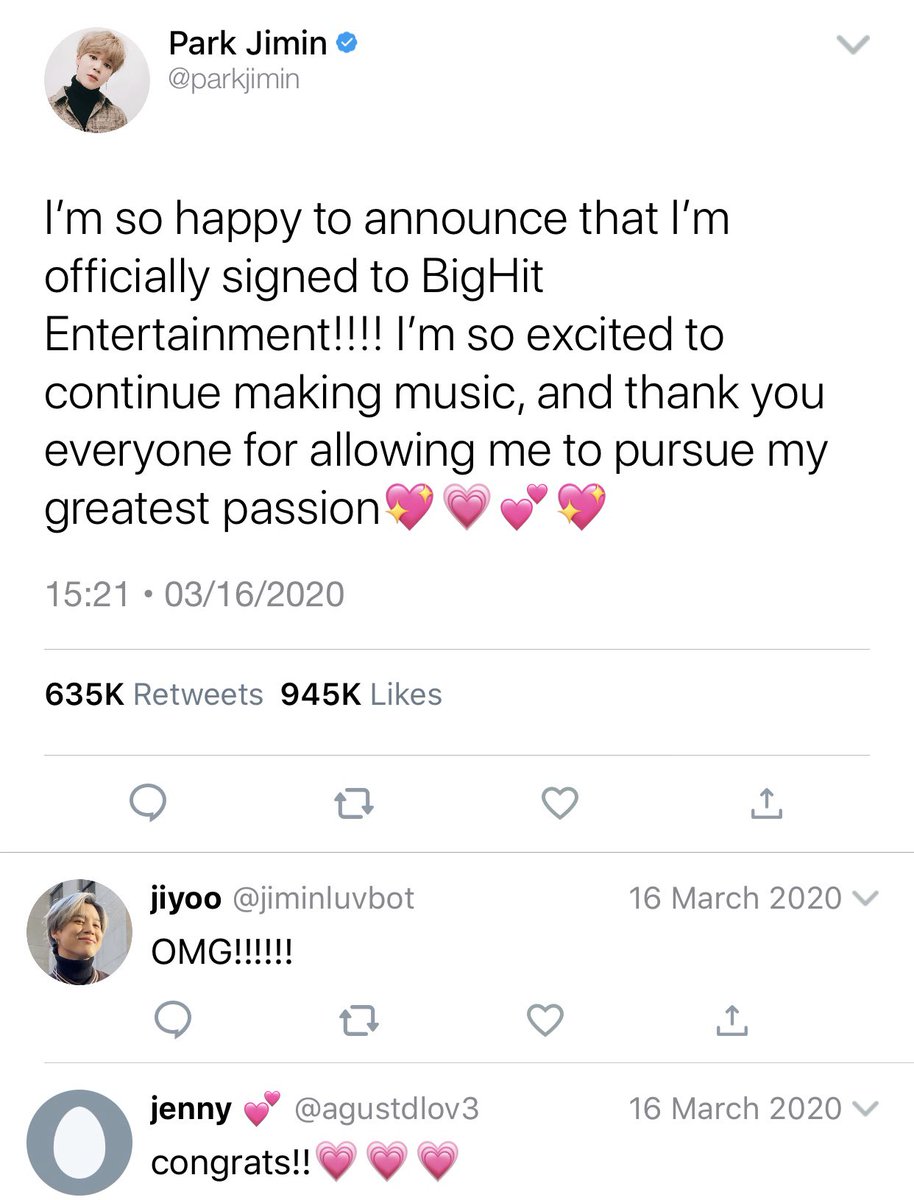 Park Jimin
@parkjimin
I’m so happy to announce that I’m
officially signed to BigHit
Entertainment!!!! I’m so excited to
continue making music, and thank you
everyone for allowing me to pursue my
greatest passion💖💗💕💖
15:21 • 03/16/2020
635K Retweets 945K Likes
jiyoo @jiminluvbot 16 March 2020
OMG!!!!!!
jenny 💕 @agustdlov3 16 March 2020
congrats!!💗💗💗